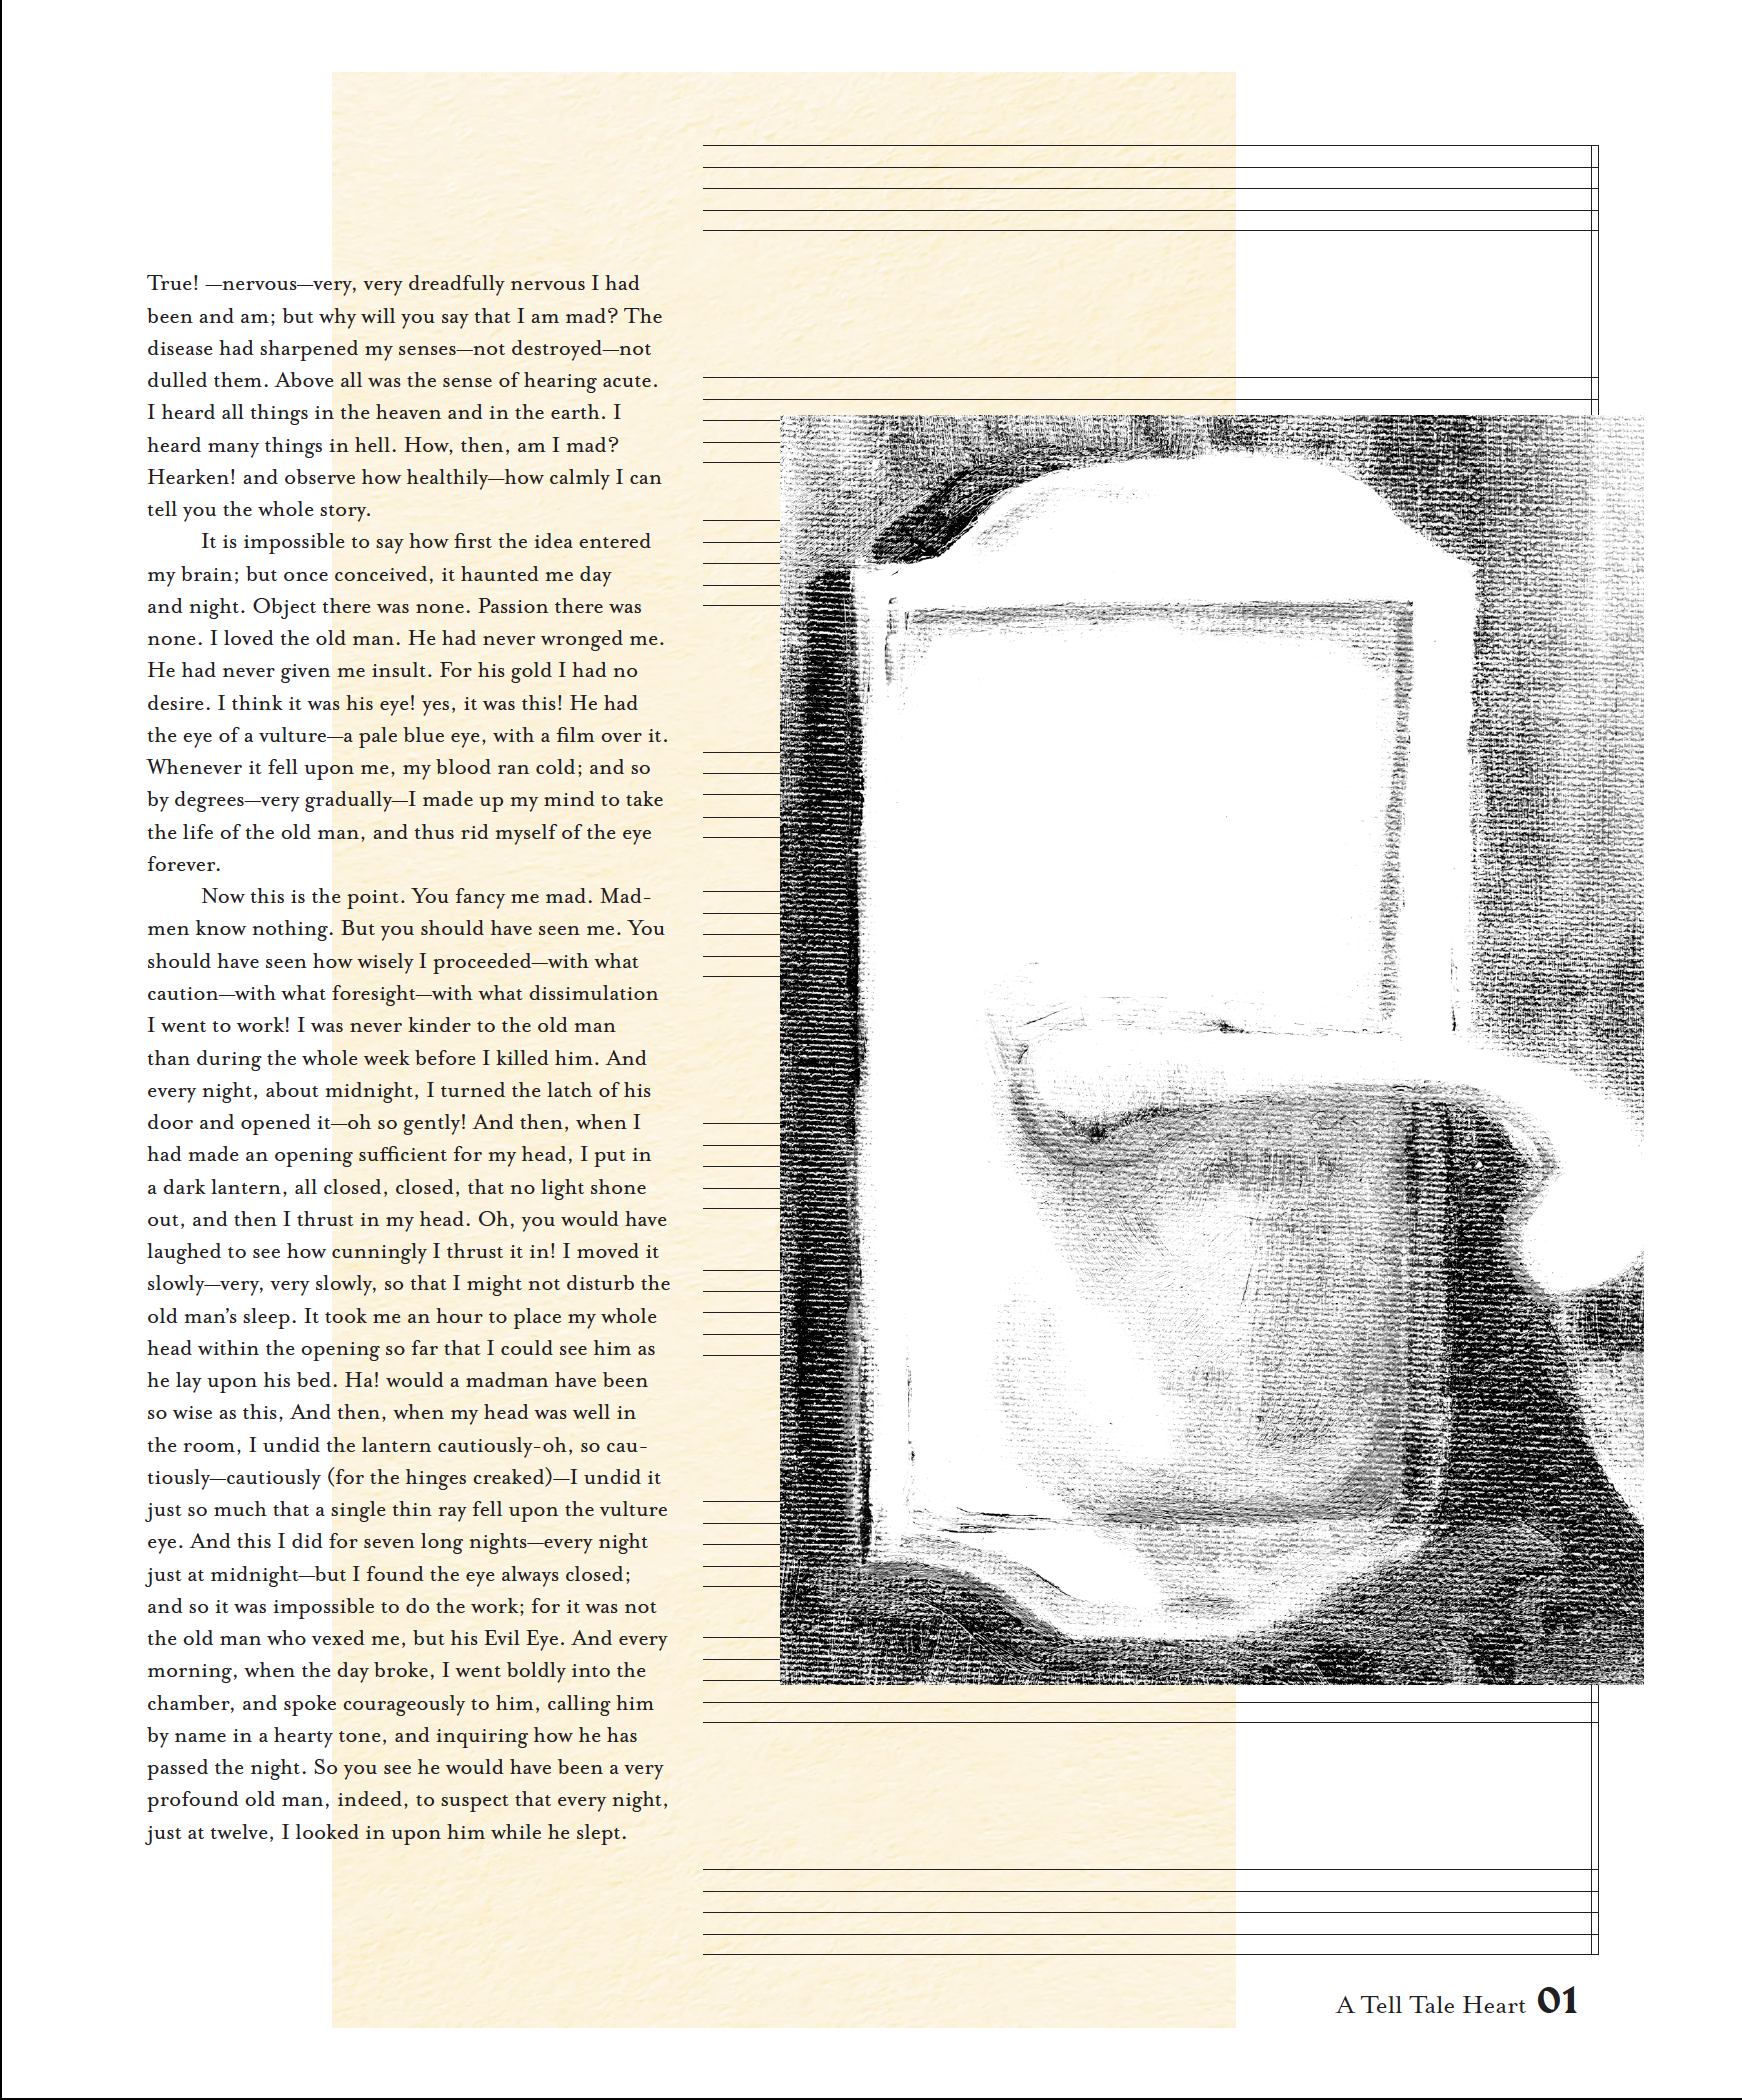 True! —nervous—very, very dreadfully nervous I had
been and am; but why will you say that I am mad? The
disease had sharpened my senses—not destroyed—not
dulled them. Above all was the sense of hearing acute.
I heard all things in the heaven and in the earth. I
heard many things in hell. How, then, am I mad?
Hearken! and observe how healthily—how calmly I can
tell you the whole story.
It is impossible to say how first the idea entered
my brain; but once conceived, it haunted me day
and night. Object there was none. Passion there was
none. I loved the old man. He had never wronged me.
He had never given me insult. For his gold I had no
desire. I think it was his eye! yes, it was this! He had
the eye of a vulture—a pale blue eye, with a film over it.
Whenever it fell upon me, my blood ran cold; and so
by degrees—very gradually—I made up my mind to take
the life of the old man, and thus rid myself of the eye
forever.
Now this is the point. You fancy me mad. Mad-
men know nothing. But you should have seen me. You
should have seen how wisely I proceeded—with what
caution—with what foresight—with what dissimulation
I went to work! I was never kinder to the old man
than during the whole week before I killed him. And
every night, about midnight, I turned the latch of his
door and opened it—oh so gently! And then, when I
had made an opening sufficient for my head, I put in
a dark lantern, all closed, closed, that no light shone
out, and then I thrust in my head. Oh, you would have
laughed to see how cunningly I thrust it in! I moved it
slowly—very, very slowly, so that I might not disturb the
old man’s sleep. It took me an hour to place my whole
head within the opening so far that I could see him as
he lay upon his bed. Ha! would a madman have been
so wise as this, And then, when my head was well in
the room, I undid the lantern cautiously-oh, so cau-
tiously—cautiously (for the hinges creaked)—I undid it
just so much that a single thin ray fell upon the vulture
eye. And this I did for seven long nights—every night
just at midnight—but I found the eye always closed;
and so it was impossible to do the work; for it was not
the old man who vexed me, but his Evil Eye. And every
morning, when the day broke, I went boldly into the
chamber, and spoke courageously to him, calling him
by name in a hearty tone, and inquiring how he has
passed the night. So you see he would have been a very
profound old man, indeed, to suspect that every night,
just at twelve, I looked in upon him while he slept.
A Tell Tale Heart 01